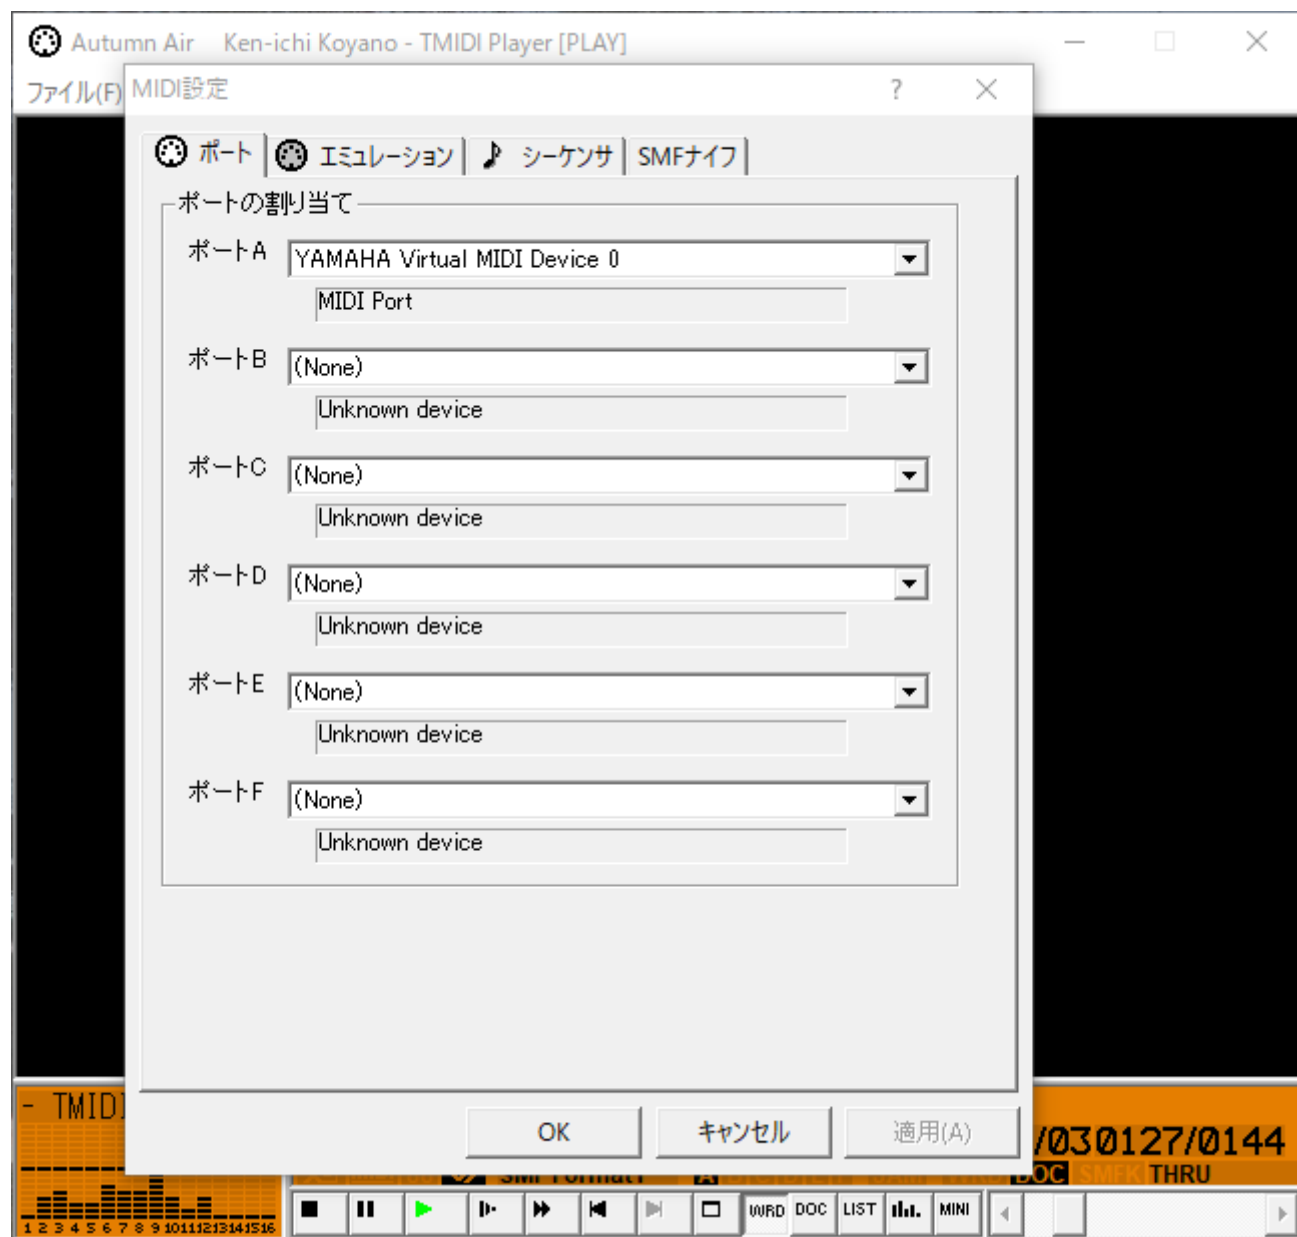 Autumn Air Ken-ichi Koyano - TMIDI Player [PLAY]
ファイル(F)
MIDI設定
ポート エミュレーション シーケンサ SMFナイフ
ポートの割り当て
ポートA YAMAHA Virtual MIDI Device 0
MIDI Port
ポートB (None)
Unknown device
ポートC (None)
Unknown device
ポートD (None)
Unknown device
ポートE (None)
Unknown device
ポートF (None)
Unknown device
OK キャンセル 適用(A)
- TMIDI
/030127/0144
DOC SMFK THRU
1 2 3 4 5 6 7 8 9 10 11 12 13 14 15 16
WRD DOC LIST MINI